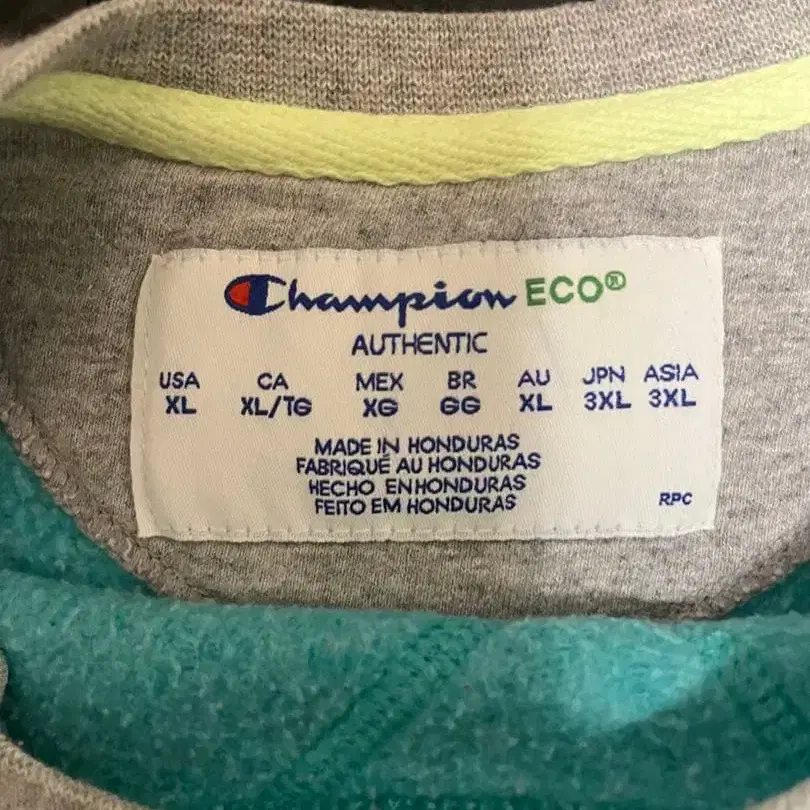 Champion ECO®
AUTHENTIC
USA CA MEX BR AU JPN ASIA
XL XL/TG XG GG XL 3XL 3XL
MADE IN HONDURAS
FABRIQUÉ AU HONDURAS
HECHO EN HONDURAS
FEITO EM HONDURAS
RPC